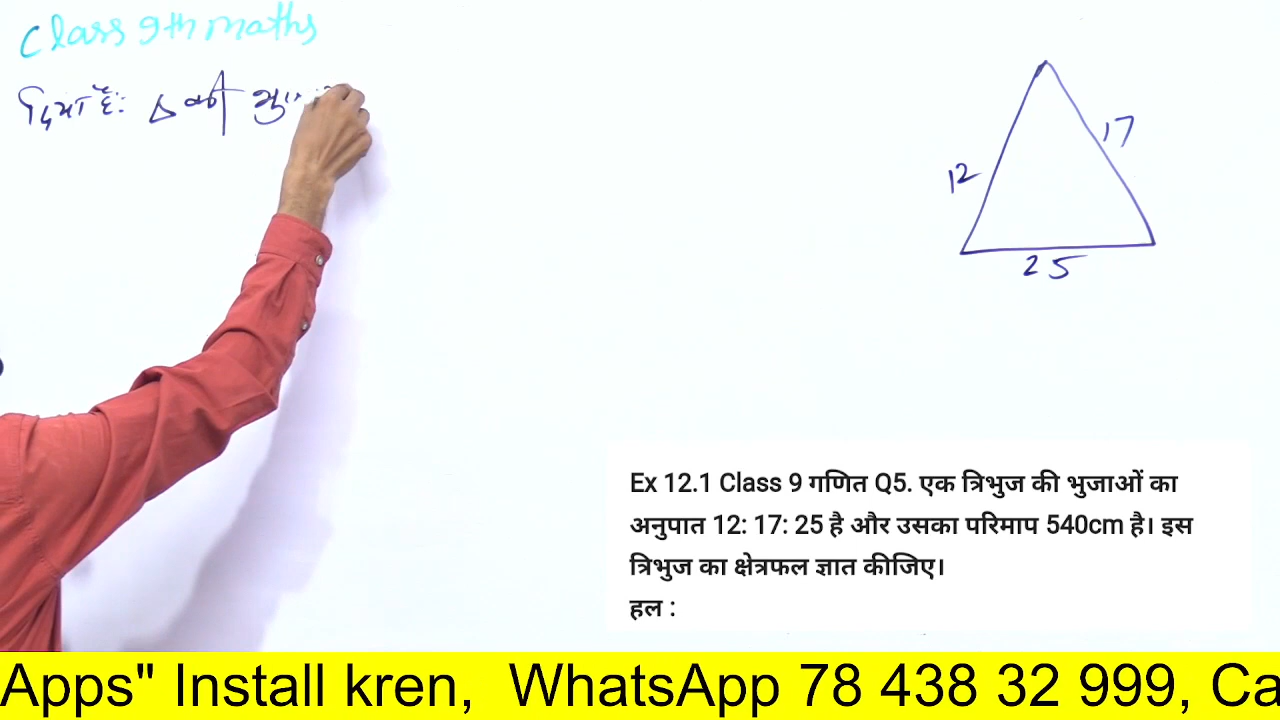 Class 9th maths
दिया है: Δ की
12
17
25
Ex 12.1 Class 9 गणित Q5. एक त्रिभुज की भुजाओं का
अनुपात 12: 17: 25 है और उसका परिमाप 540cm है। इस
त्रिभुज का क्षेत्रफल ज्ञात कीजिए।
हल :
Apps" Install kren, WhatsApp 78 438 32 999, Ca